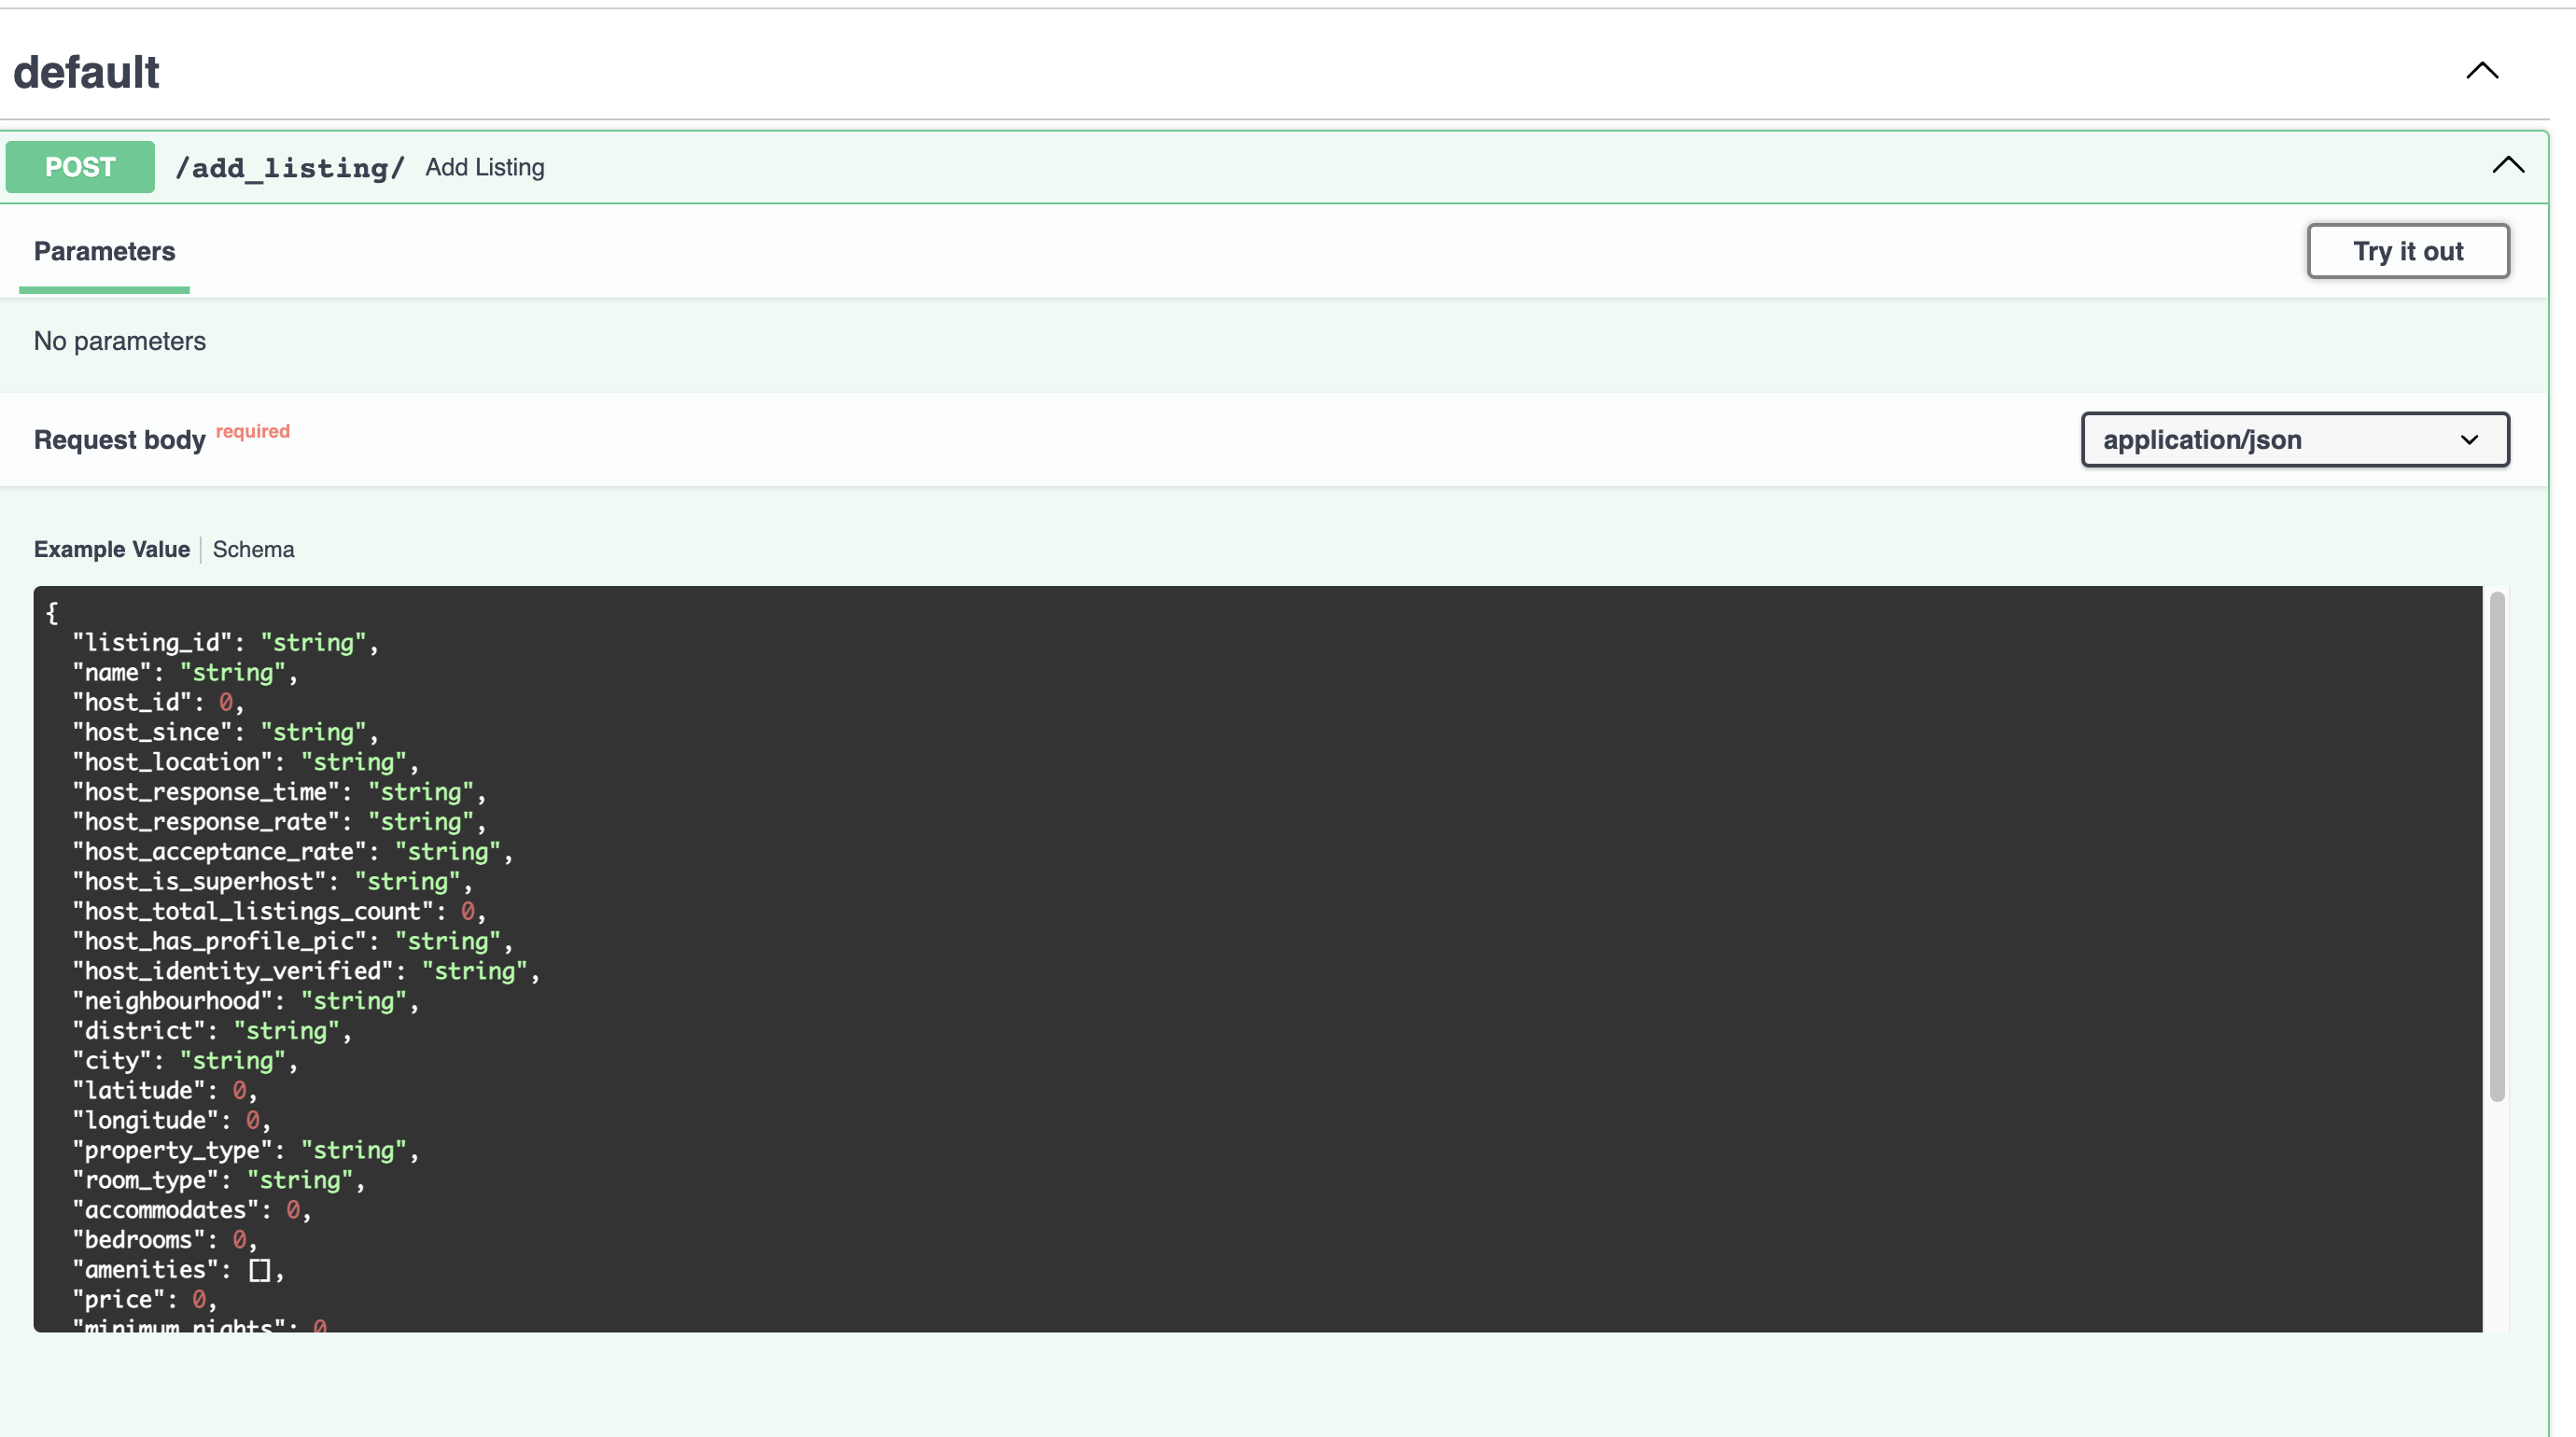 default
POST /add_listing/ Add Listing
Parameters
Try it out
No parameters
Request body required
application/json
Example Value
Schema
{
"listing_id": "string",
"name": "string",
"host_id": 0,
"host_since": "string",
"host_location": "string",
"host_response_time": "string",
"host_response_rate": "string",
"host_acceptance_rate": "string",
"host_is_superhost": "string",
"host_total_listings_count": 0,
"host_has_profile_pic": "string",
"host_identity_verified": "string",
"neighbourhood": "string",
"district": "string",
"city": "string",
"latitude": 0,
"longitude": 0,
"property_type": "string",
"room_type": "string",
"accommodates": 0,
"bedrooms": 0,
"amenities": [],
"price": 0,
"minimum_nights": 0